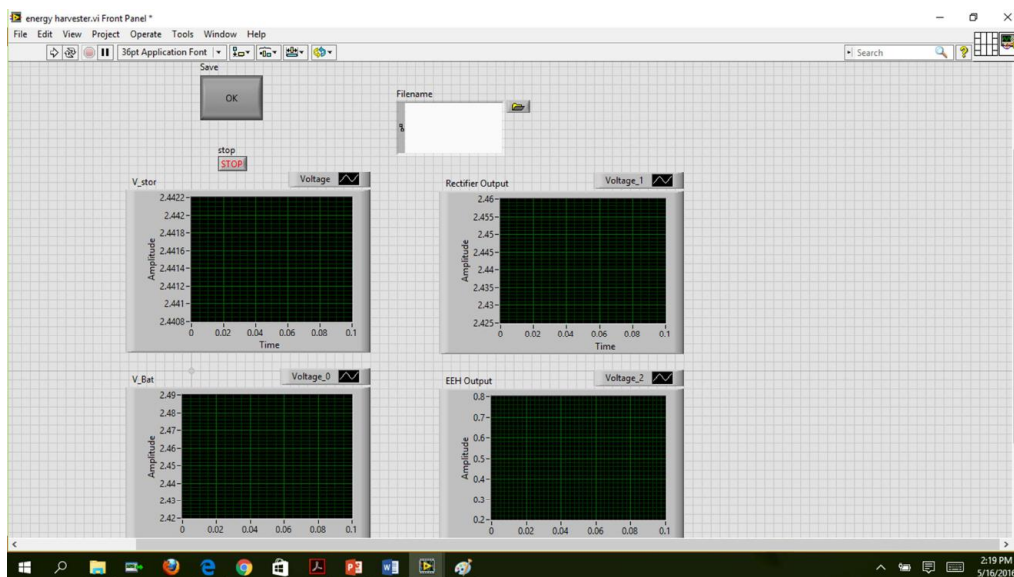 energy harvester.vi Front Panel *
File Edit View Project Operate Tools Window Help
36pt Application Font
Search
Save
OK
Filename
stop
STOP
V_stor
Voltage
2.4422
2.442
2.4418
2.4416
2.4414
2.4412
2.441
2.4408
Amplitude
0 0.02 0.04 0.06 0.08 0.1
Time
Rectifier Output
Voltage_1
2.46
2.455
2.45
2.445
2.44
2.435
2.43
2.425
Amplitude
0 0.02 0.04 0.06 0.08 0.1
Time
V_Bat
Voltage_0
2.49
2.48
2.47
2.46
2.45
2.44
2.43
2.42
Amplitude
0 0.02 0.04 0.06 0.08 0.1
EEH Output
Voltage_2
0.8
0.7
0.6
0.5
0.4
0.3
0.2
Amplitude
0 0.02 0.04 0.06 0.08 0.1
2:19 PM
5/16/2016